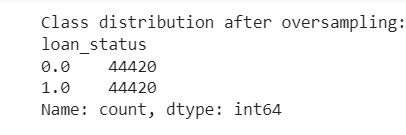 Class distribution after oversampling:
loan_status
0.0    44420
1.0    44420
Name: count, dtype: int64